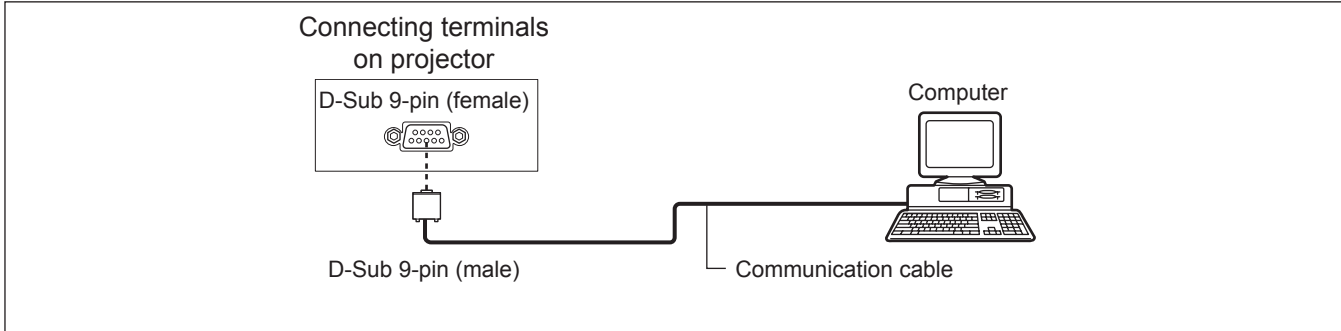 Connecting terminals
on projector
D-Sub 9-pin (female)
Computer
D-Sub 9-pin (male)
Communication cable